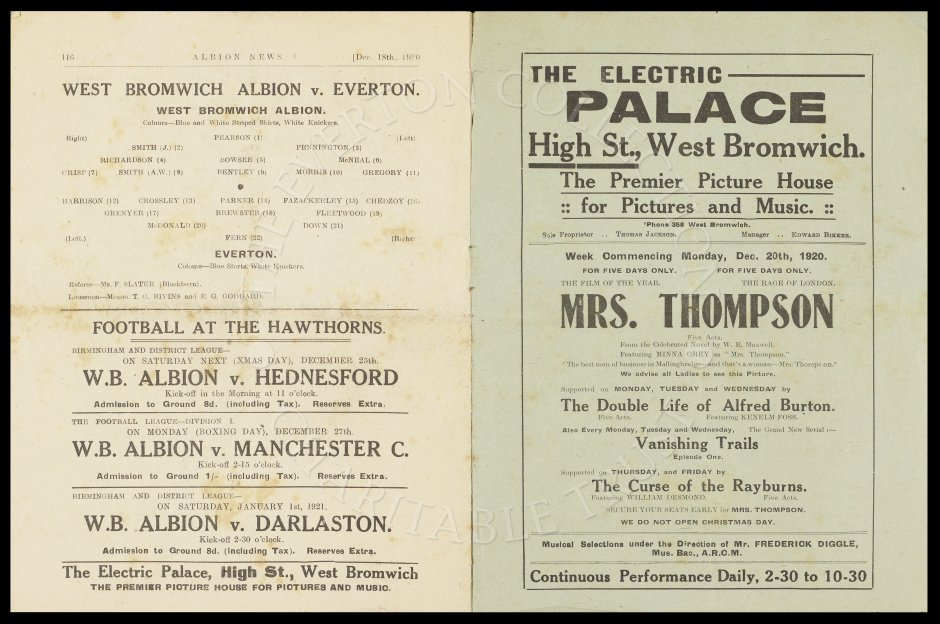 116 ALBION NEWS. [Dec. 18th, 1920
WEST BROMWICH ALBION v. EVERTON.
WEST BROMWICH ALBION.
Colours—Blue and White Striped Shirts, White Knickers.
(Right) PEARSON (1) (Left)
SMITH (J.) (2) PENNINGTON (3)
RICHARDSON (4) BOWSER (5) McNEAL (6)
CRISP (7) SMITH (A.W.) (8) BENTLEY (9) MORRIS (10) GREGORY (11)
HARRISON (12) CROSSLEY (13) PARKER (14) FAZACKERLEY (15) CHEDZOY (16)
GRENYER (17) BREWSTER (18) FLEETWOOD (19)
McDONALD (20) DOWN (21)
(Left.) FERN (22) (Right)
EVERTON.
Colours—Blue Shirts, White Knickers.
Referee—Mr. F. SLATER (Blackburn).
Linesmen—Messrs. T. G. BIVINS and E. G. GODDARD.
FOOTBALL AT THE HAWTHORNS.
BIRMINGHAM AND DISTRICT LEAGUE—
ON SATURDAY NEXT (XMAS DAY), DECEMBER 25th.
W.B. ALBION v. HEDNESFORD
Kick-off in the Morning at 11 o'clock.
Admission to Ground 8d. (including Tax). Reserves Extra.
THE FOOTBALL LEAGUE—DIVISION I.
ON MONDAY (BOXING DAY), DECEMBER 27th.
W.B. ALBION v. MANCHESTER C.
Kick-off 2-15 o'clock.
Admission to Ground 1/- (including Tax). Reserves Extra.
BIRMINGHAM AND DISTRICT LEAGUE—
ON SATURDAY, JANUARY 1st, 1921.
W.B. ALBION v. DARLASTON.
Kick-off 2-30 o'clock.
Admission to Ground 8d. (including Tax). Reserves Extra.
The Electric Palace, High St., West Bromwich
THE PREMIER PICTURE HOUSE FOR PICTURES AND MUSIC.
THE ELECTRIC
PALACE
High St., West Bromwich.
The Premier Picture House
:: for Pictures and Music. ::
'Phone 268 West Bromwich.
Sole Proprietor .. THOMAS JACKSON. Manager .. EDWARD BIKKER.
Week Commencing Monday, Dec. 20th, 1920.
FOR FIVE DAYS ONLY. FOR FIVE DAYS ONLY.
THE FILM OF THE YEAR. THE RAGE OF LONDON.
MRS. THOMPSON
Five Acts.
From the Celebrated Novel by W. B. Maxwell.
Featuring MINNA GREY as "Mrs. Thompson."
'The best man of business in Mallingbridge—and that's a woman—Mrs. Thompson.'
We advise all Ladies to see this Picture.
Supported on MONDAY, TUESDAY and WEDNESDAY by
The Double Life of Alfred Burton.
Five Acts. Featuring KENELM FOSS.
Also Every Monday, Tuesday and Wednesday, The Grand New Serial:—
Vanishing Trails
Episode One.
Supported on THURSDAY, and FRIDAY by
The Curse of the Rayburns.
Featuring WILLIAM DESMOND. Five Acts.
SECURE YOUR SEATS EARLY for MRS. THOMPSON.
WE DO NOT OPEN CHRISTMAS DAY.
Musical Selections under the Direction of Mr. FREDERICK DIGGLE,
Mus. Bac., A.R.C.M.
Continuous Performance Daily, 2-30 to 10-30